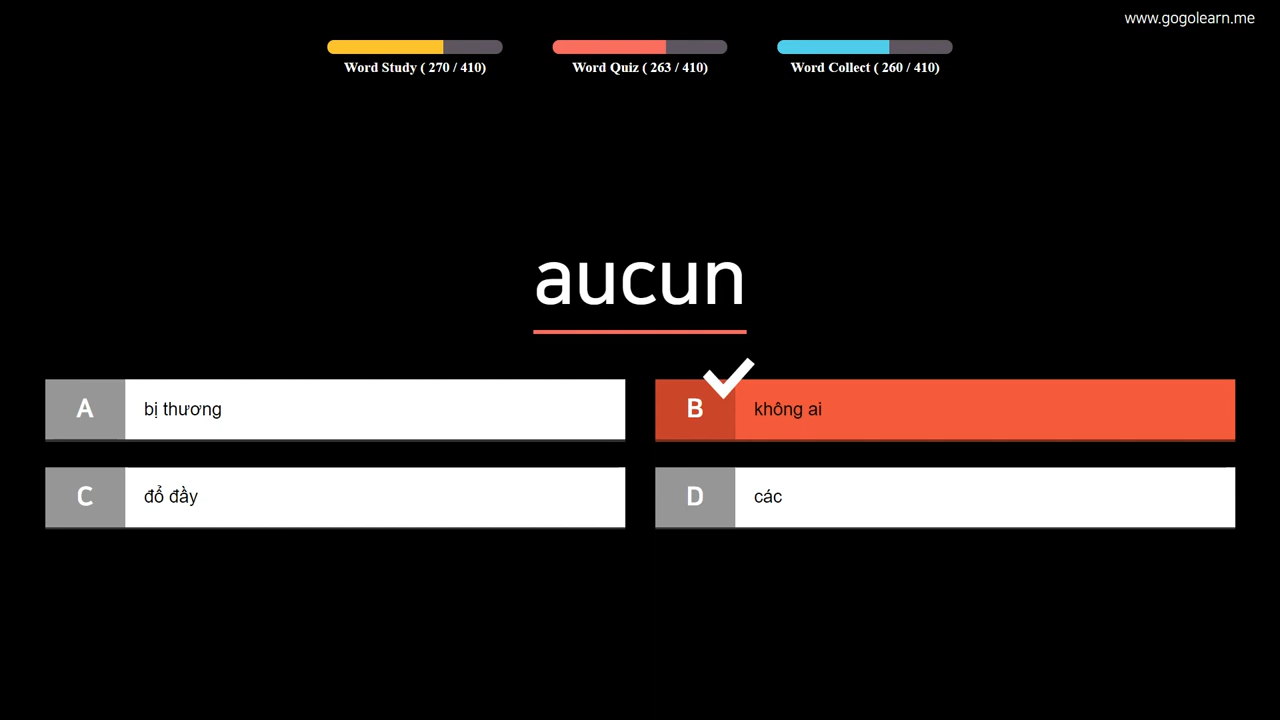 www.gogolearn.me
Word Study ( 270 / 410)
Word Quiz ( 263 / 410)
Word Collect ( 260 / 410)
aucun
A bị thương
B không ai
C đổ đầy
D các